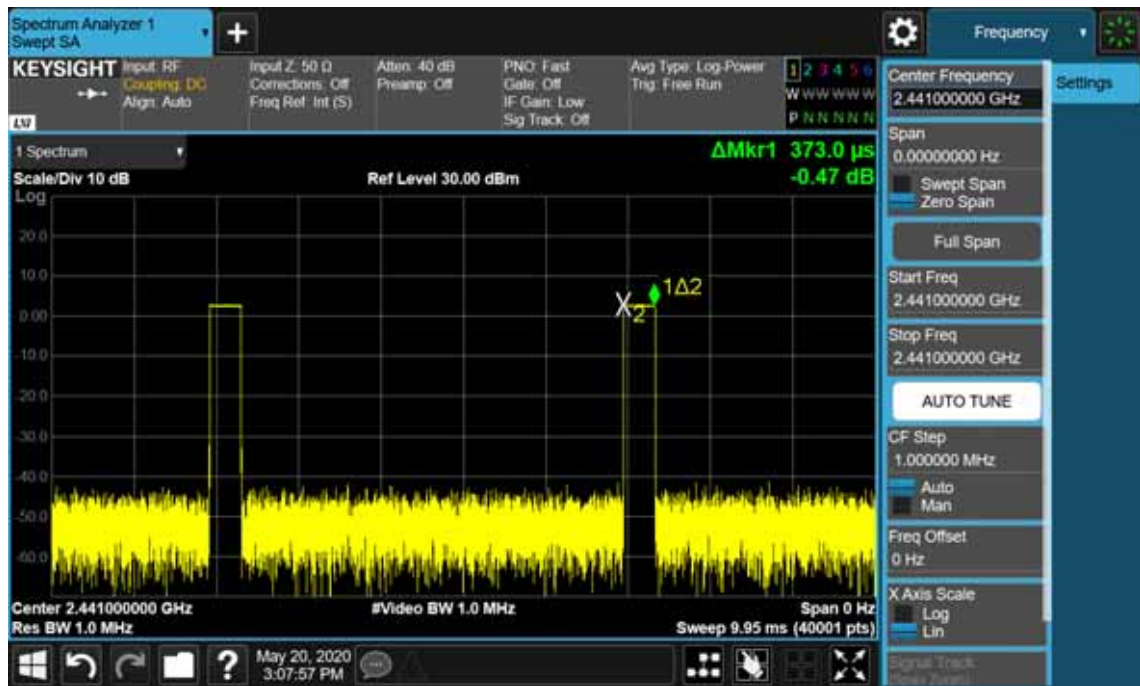 Spectrum Analyzer 1
Swept SA
+
Frequency
KEYSIGHT
Input: RF
Coupling: DC
Align: Auto
Input Z: 50 Ω
Corrections: Off
Freq Ref: Int (S)
Atten: 40 dB
Preamp: Off
PNO: Fast
Gate: Off
IF Gain: Low
Sig Track: Off
Avg Type: Log-Power
Trig: Free Run
1 2 3 4 5 6
W W W W W W
P N N N N N
LXI
Center Frequency
2.441000000 GHz
Settings
Span
0.00000000 Hz
Swept Span
Zero Span
Full Span
Start Freq
2.441000000 GHz
Stop Freq
2.441000000 GHz
AUTO TUNE
CF Step
1.000000 MHz
Auto
Man
Freq Offset
0 Hz
X Axis Scale
Log
Lin
Signal Track
1 Spectrum
ΔMkr1 373.0 µs
-0.47 dB
Scale/Div 10 dB
Ref Level 30.00 dBm
Log
20.0
10.0
0.00
-10.0
-20.0
-30.0
-40.0
-50.0
-60.0
X2
1Δ2
Center 2.441000000 GHz
#Video BW 1.0 MHz
Span 0 Hz
Res BW 1.0 MHz
Sweep 9.95 ms (40001 pts)
?
May 20, 2020
3:07:57 PM